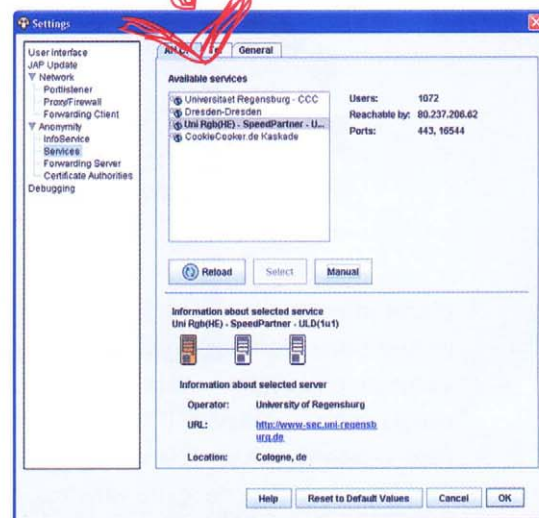 Settings
User interface
JAP Update
Network
Portlistener
Proxy/Firewall
Forwarding Client
Anonymity
InfoService
Services
Forwarding Server
Certificate Authorities
Debugging
General
Available services
Universitaet Regensburg - CCC
Dresden-Dresden
Uni Rgb(HE) - SpeedPartner - U...
CookieCooker.de Kaskade
Users: 1072
Reachable by: 80.237.206.62
Ports: 443, 16544
Reload Select Manual
Information about selected service
Uni Rgb(HE) - SpeedPartner - ULD(1u1)
Information about selected server
Operator: University of Regensburg
URL: http://www-sec.uni-regensb
urg.de
Location: Cologne, de
Help Reset to Default Values Cancel OK